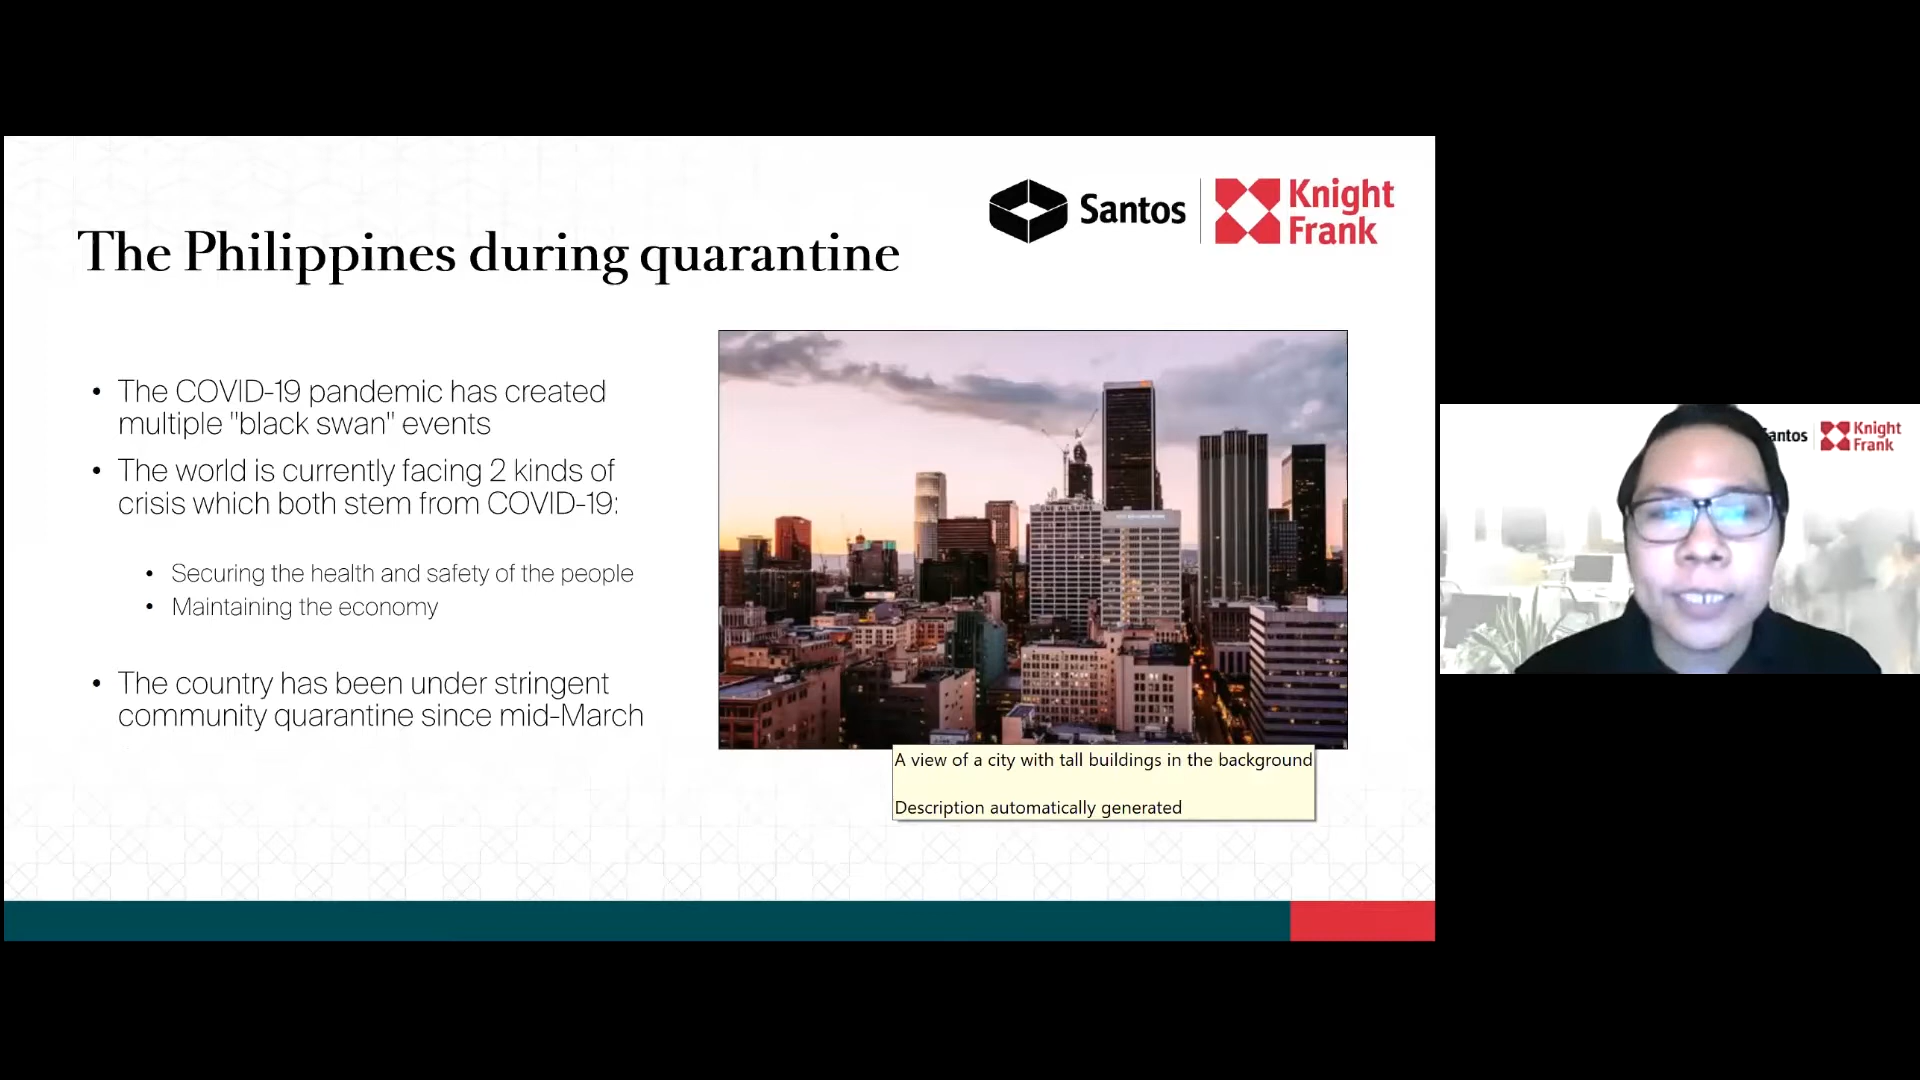 Santos
Knight
Frank
The Philippines during quarantine
• The COVID-19 pandemic has created
multiple "black swan" events
• The world is currently facing 2 kinds of
crisis which both stem from COVID-19:
• Securing the health and safety of the people
• Maintaining the economy
• The country has been under stringent
community quarantine since mid-March
A view of a city with tall buildings in the background
Description automatically generated
antos
Knight
Frank